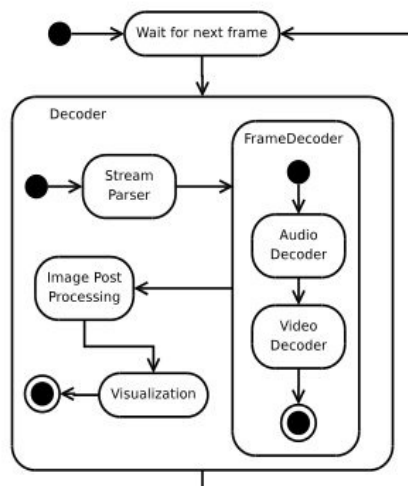 Wait for next frame
Decoder
FrameDecoder
Stream
Parser
Audio
Decoder
Image Post
Processing
Video
Decoder
Visualization